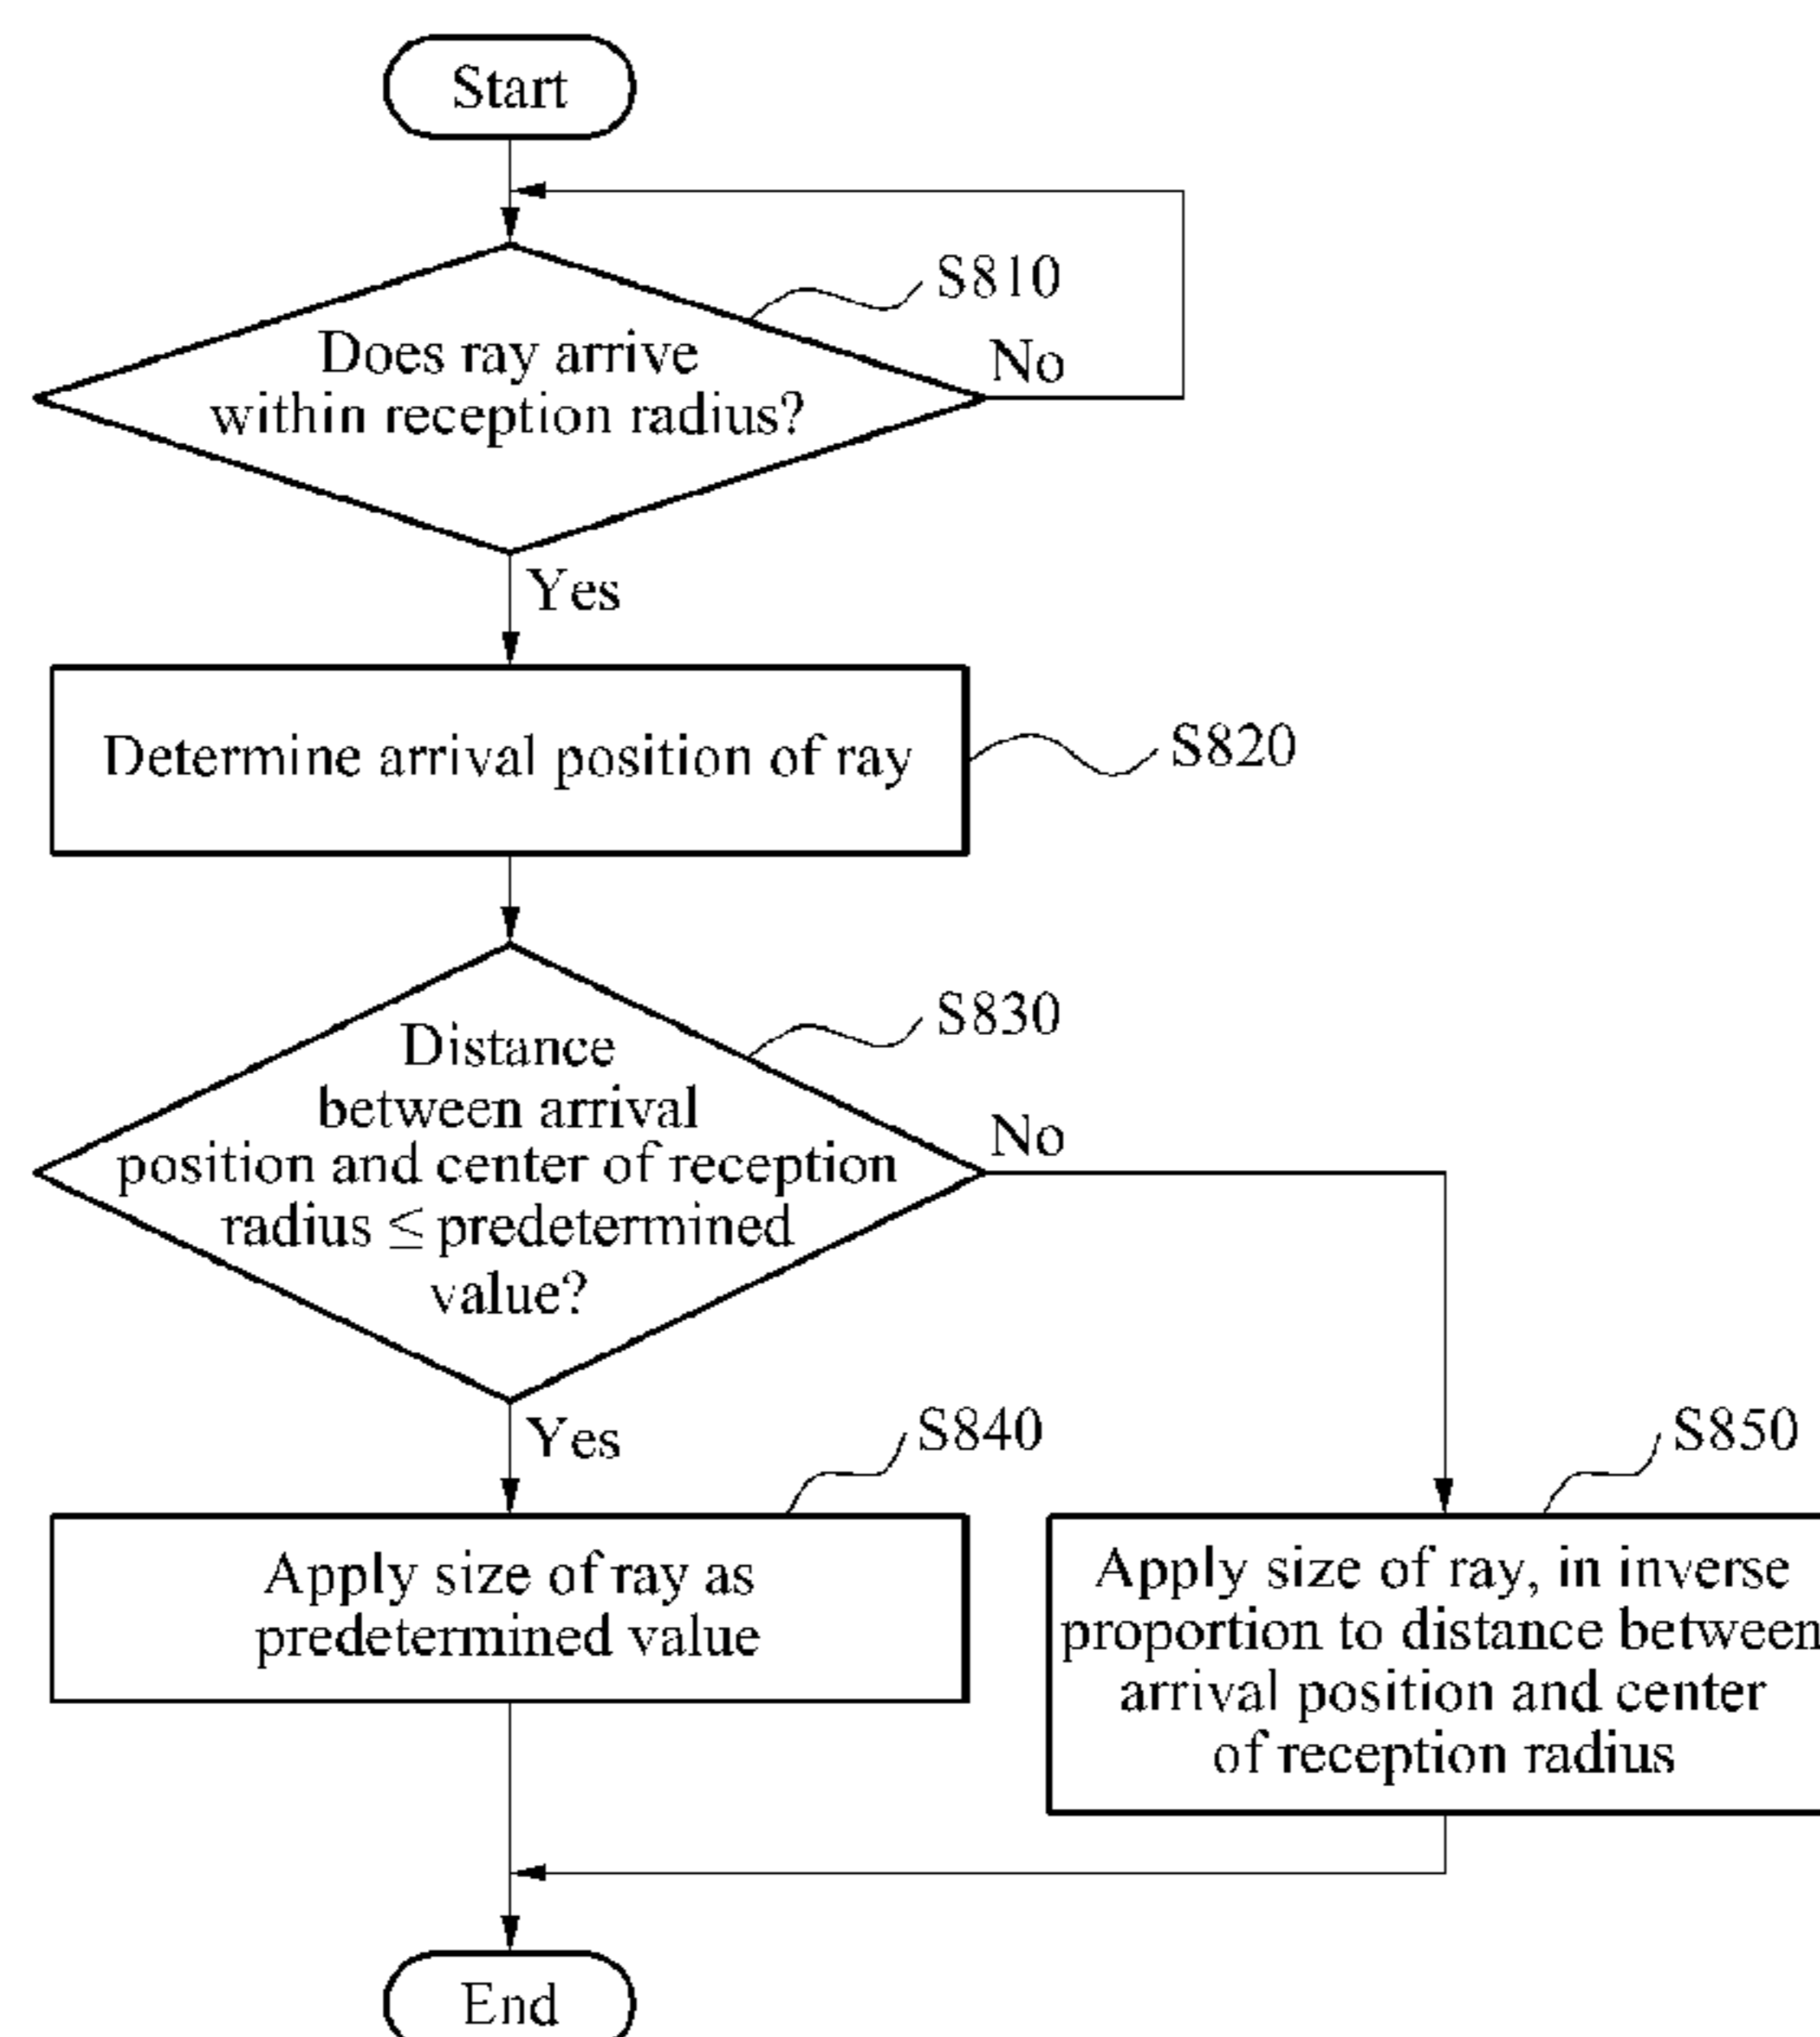 Start
S810
Does ray arrive
within reception radius?
No
Yes
Determine arrival position of ray
S820
S830
Distance
between arrival
position and center of reception
radius ≤ predetermined
value?
No
Yes
S840
Apply size of ray as
predetermined value
S850
Apply size of ray, in inverse
proportion to distance between
arrival position and center
of reception radius
End